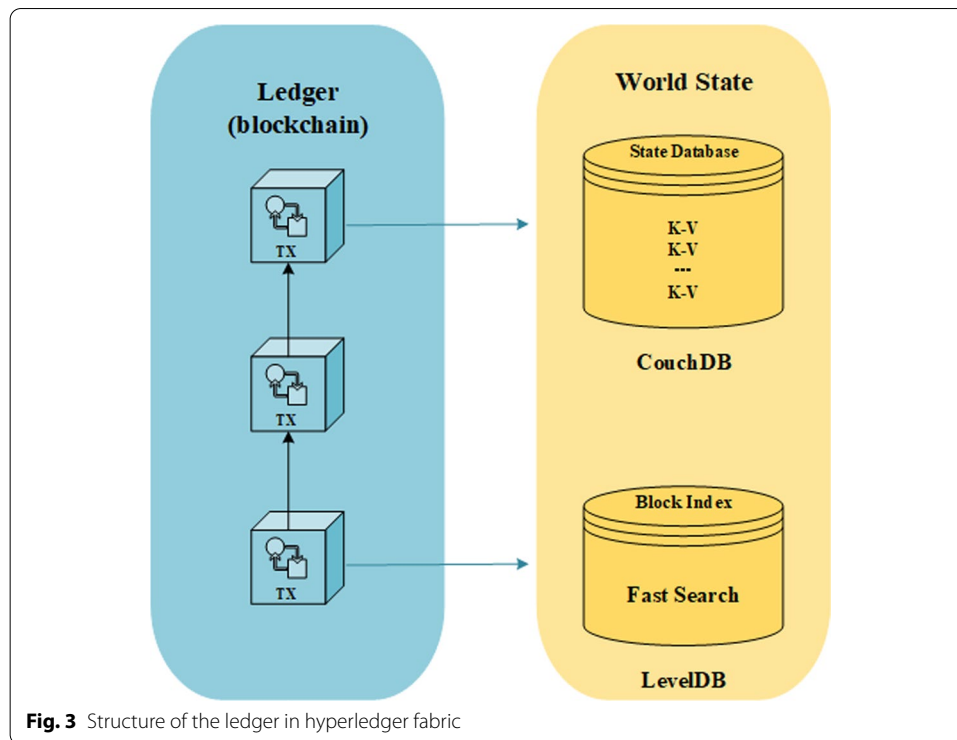 Ledger
(blockchain)
TX
TX
TX
World State
State Database
K-V
K-V
---
K-V
CouchDB
Block Index
Fast Search
LevelDB
Fig. 3 Structure of the ledger in hyperledger fabric